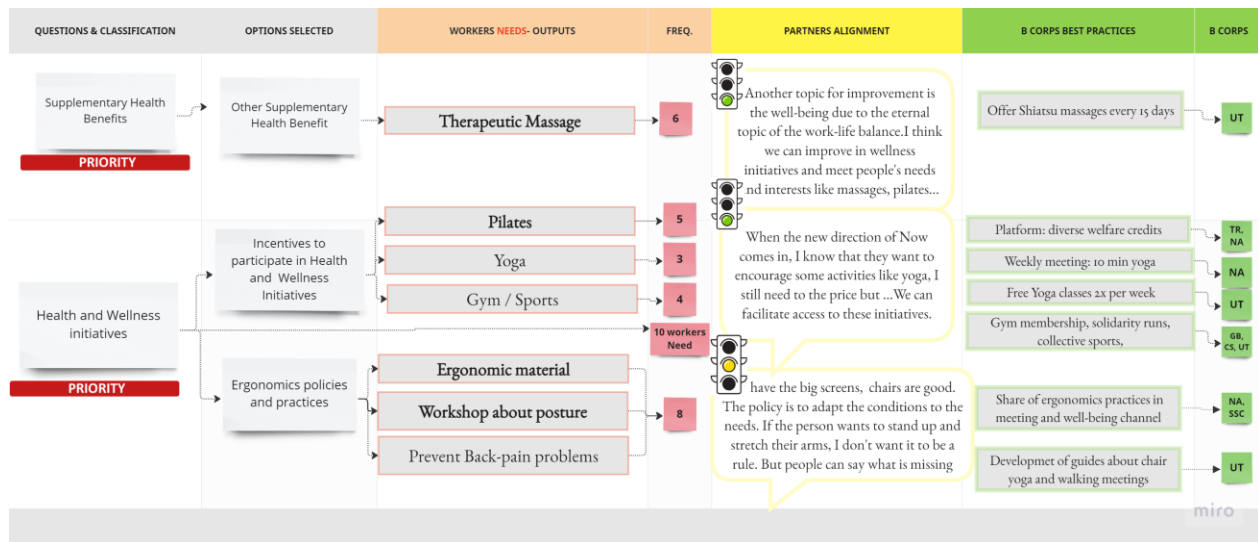 QUESTIONS & CLASSIFICATION
OPTIONS SELECTED
WORKERS NEEDS- OUTPUTS
FREQ.
PARTNERS ALIGNMENT
B CORPS BEST PRACTICES
B CORPS
Supplementary Health
Benefits
PRIORITY
Other Supplementary
Health Benefit
Therapeutic Massage
6
Another topic for improvement is
the well-being due to the eternal
topic of the work-life balance.I think
we can improve in wellness
initiatives and meet people's needs
nd interests like massages, pilates...
Offer Shiatsu massages every 15 days
UT
Health and Wellness
initiatives
PRIORITY
Incentives to
participate in Health
and Wellness
Initiatives
Pilates
5
Yoga
3
Gym / Sports
4
10 workers
Need
When the new direction of Now
comes in, I know that they want to
encourage some activities like yoga, I
still need to the price but ...We can
facilitate access to these initiatives.
Platform: diverse welfare credits
TR,
NA
Weekly meeting: 10 min yoga
NA
Free Yoga classes 2x per week
UT
Gym membership, solidarity runs,
collective sports,
GB,
CS, UT
Ergonomics policies
and practices
Ergonomic material
Workshop about posture
Prevent Back-pain problems
8
have the big screens, chairs are good.
The policy is to adapt the conditions to the
needs. If the person wants to stand up and
stretch their arms, I don't want it to be a
rule. But people can say what is missing
Share of ergonomics practices in
meeting and well-being channel
NA,
SSC
Developmet of guides about chair
yoga and walking meetings
UT
miro